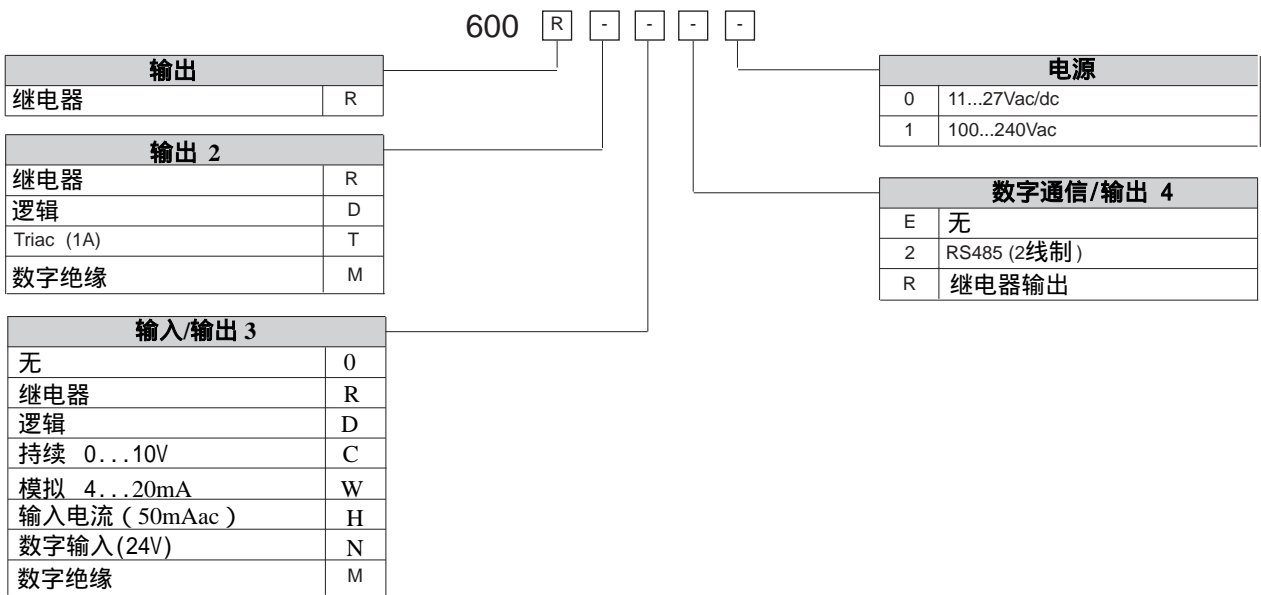 600 R - - - -
输出
继电器 R
输出 2
继电器 R
逻辑 D
Triac (1A) T
数字绝缘 M
输入/输出 3
无 0
继电器 R
逻辑 D
持续 0...10V C
模拟 4...20mA W
输入电流 ( 50mAac ) H
数字输入(24V) N
数字绝缘 M
电源
0 11...27Vac/dc
1 100...240Vac
数字通信/输出 4
E 无
2 RS485 (2线制)
R 继电器输出